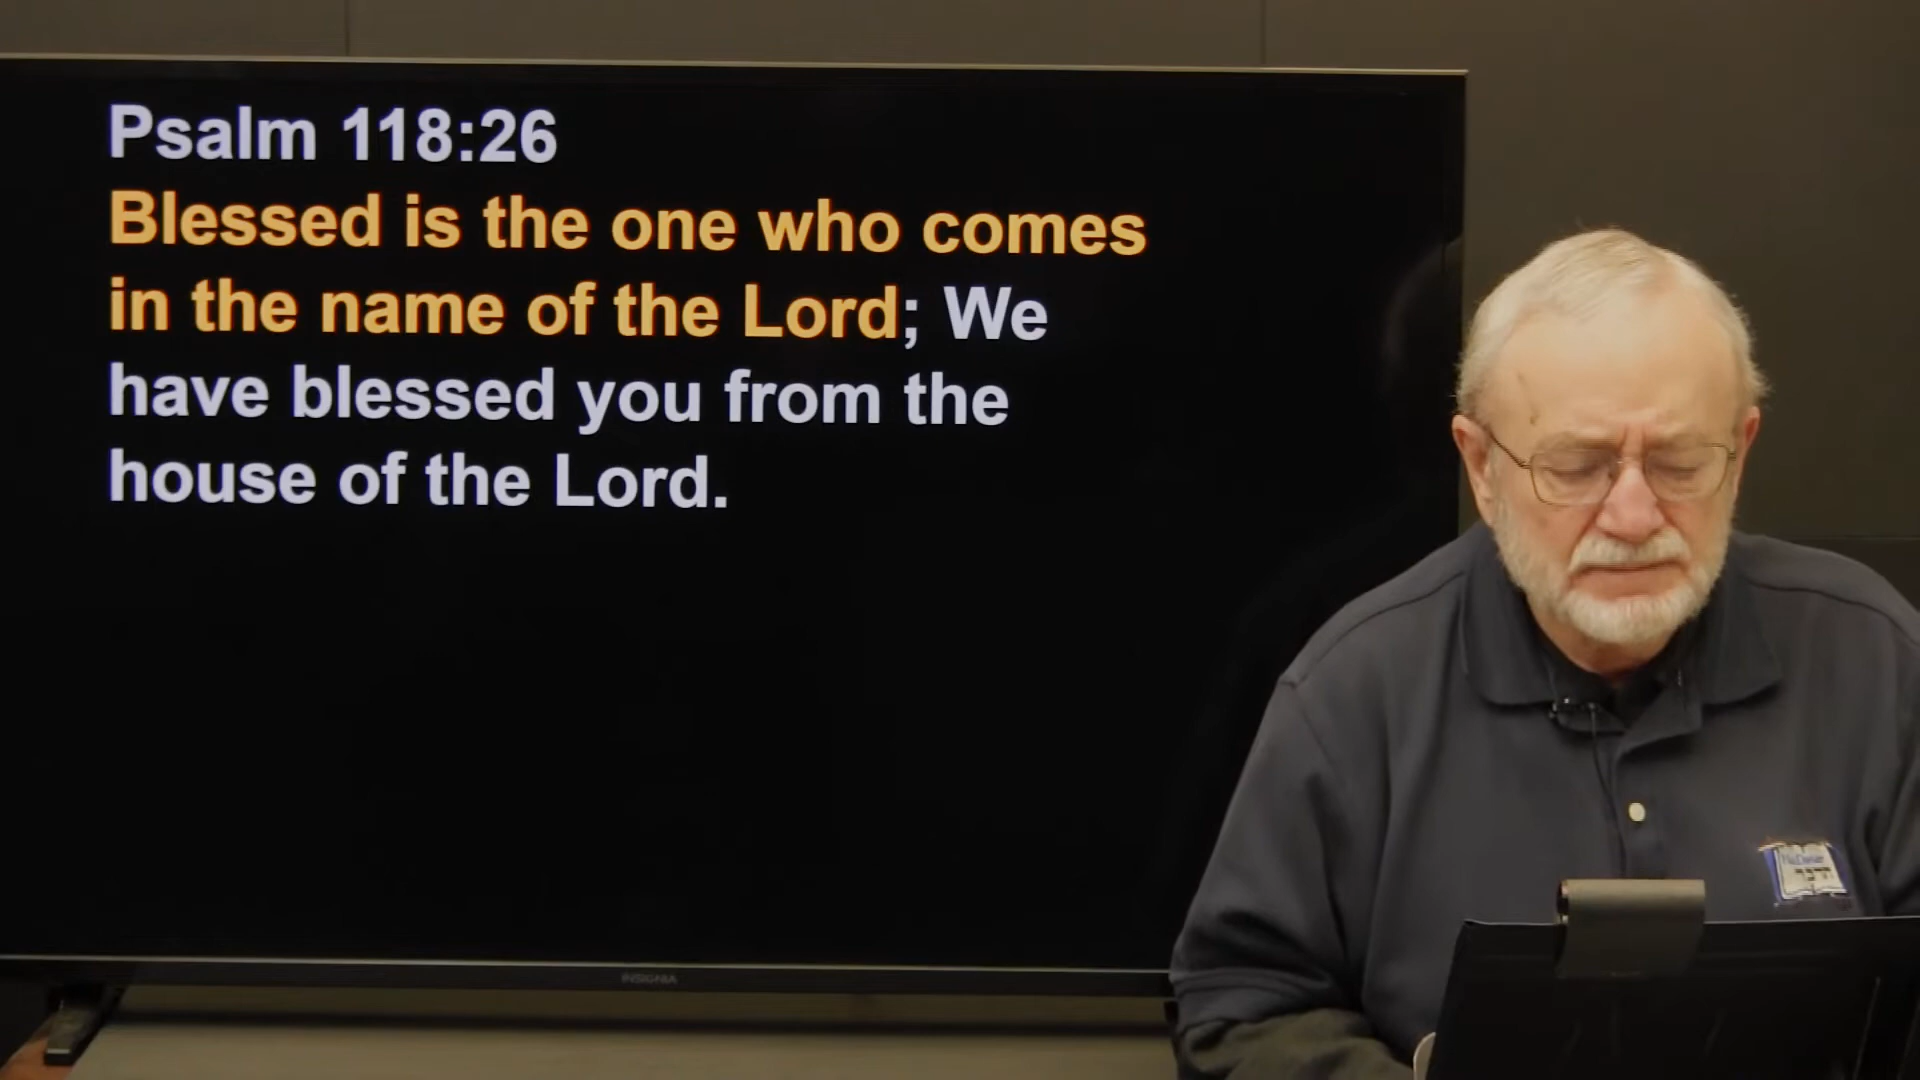 Psalm 118:26
Blessed is the one who comes
in the name of the Lord; We
have blessed you from the
house of the Lord.
INSIGNIA